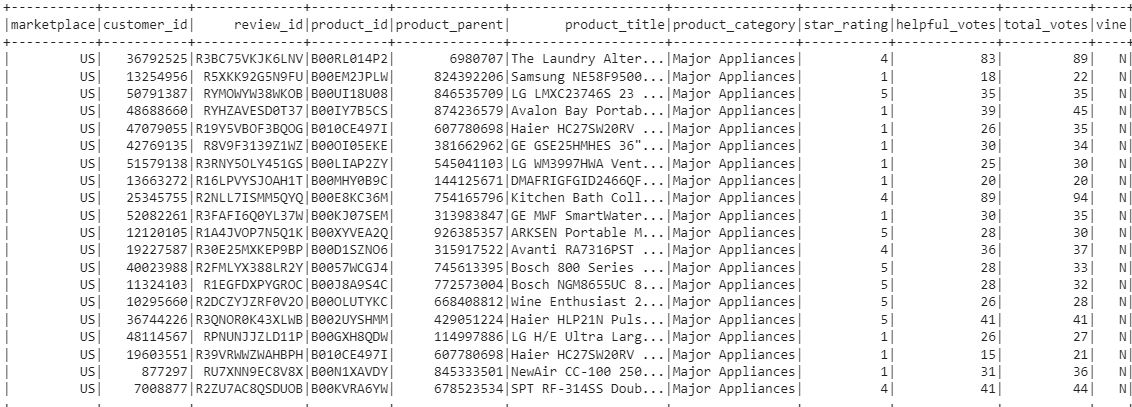 |marketplace|customer_id|     review_id|product_id|product_parent|       product_title|product_category|star_rating|helpful_votes|total_votes|vine|
|         US|   36792525|R3BC75VKJK6LNV|B00RL014P2|       6980707|The Laundry Alter...|Major Appliances|          4|           83|         89|   N|
|         US|   13254956| R5XKK92G5N9FU|B00EM2JPLW|     824392206|Samsung NE58F9500...|Major Appliances|          1|           18|         22|   N|
|         US|   50791387| RYMOWYW38WKOB|B00UI18U08|     846535709|LG LMXC23746S 23 ...|Major Appliances|          5|           35|         35|   N|
|         US|   48688660| RYHZAVESD0T37|B00IY7B5CS|     874236579|Avalon Bay Portab...|Major Appliances|          1|           39|         45|   N|
|         US|   47079055|R19Y5VBOF3BQOG|B010CE497I|     607780698|Haier HC27SW20RV ...|Major Appliances|          1|           26|         35|   N|
|         US|   42769135| R8V9F3139Z1WZ|B00OI05EKE|     381662962|GE GSE25HMHES 36"...|Major Appliances|          1|           30|         34|   N|
|         US|   51579138|R3RNY5OLY451GS|B00LIAP2ZY|     545041103|LG WM3997HWA Vent...|Major Appliances|          1|           25|         30|   N|
|         US|   13663272|R16LPVYSJOAH1T|B00MHY0B9C|     144125671|DMAFRIGFGID2466QF...|Major Appliances|          1|           20|         20|   N|
|         US|   25345755|R2NLL7ISMM5QYQ|B00E8KC36M|     754165796|Kitchen Bath Coll...|Major Appliances|          4|           89|         94|   N|
|         US|   52082261|R3FAFI6Q0YL37W|B00KJ07SEM|     313983847|GE MWF SmartWater...|Major Appliances|          1|           30|         35|   N|
|         US|   12120105|R1A4JVOP7N5Q1K|B00XYVEA2Q|     926385357|ARKSEN Portable M...|Major Appliances|          5|           28|         30|   N|
|         US|   19227587|R30E25MXKEP9BP|B00D1SZNO6|     315917522|Avanti RA7316PST ...|Major Appliances|          4|           36|         37|   N|
|         US|   40023988|R2FMLYX388LR2Y|B0057WCGJ4|     745613395|Bosch 800 Series ...|Major Appliances|          5|           28|         33|   N|
|         US|   11324103| R1EGFDXPYGROC|B00J8A9S4C|     772573004|Bosch NGM8655UC 8...|Major Appliances|          5|           28|         32|   N|
|         US|   10295660|R2DCZYJZRF0V2O|B00OLUTYKC|     668408812|Wine Enthusiast 2...|Major Appliances|          5|           26|         28|   N|
|         US|   36744226|R3QNOR0K43XLWB|B002UYSHMM|     429051224|Haier HLP21N Puls...|Major Appliances|          5|           41|         41|   N|
|         US|   48114567| RPNUNJJZLD11P|B00GXH8QDW|     114997886|LG H/E Ultra Larg...|Major Appliances|          1|           26|         27|   N|
|         US|   19603551|R39VRWWZWAHBPH|B010CE497I|     607780698|Haier HC27SW20RV ...|Major Appliances|          1|           15|         21|   N|
|         US|     877297| RU7XNN9EC8V8X|B00N1XAVDY|     845333501|NewAir CC-100 250...|Major Appliances|          1|           31|         36|   N|
|         US|    7008877|R2ZU7AC8QSDUOB|B00KVRA6YW|     678523534|SPT RF-314SS Doub...|Major Appliances|          4|           41|         44|   N|